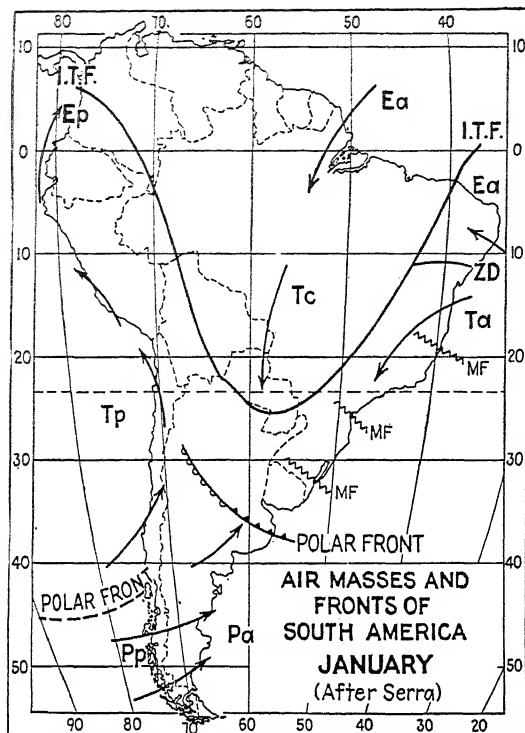 80. 70. 60 50 40
10 10
I.T.F. Ea
Ep I.T.F.
0 0
Ea
10 10
ZD
Tc Ta
20 20
MF
Tp
MF
30 30
MF
POLAR FRONT
40 40
POLAR FRONT
AIR MASSES AND
FRONTS OF
SOUTH AMERICA
JANUARY
(After Serra)
Pp Pa
50 50
90 80 70. 60 50 40 30 20